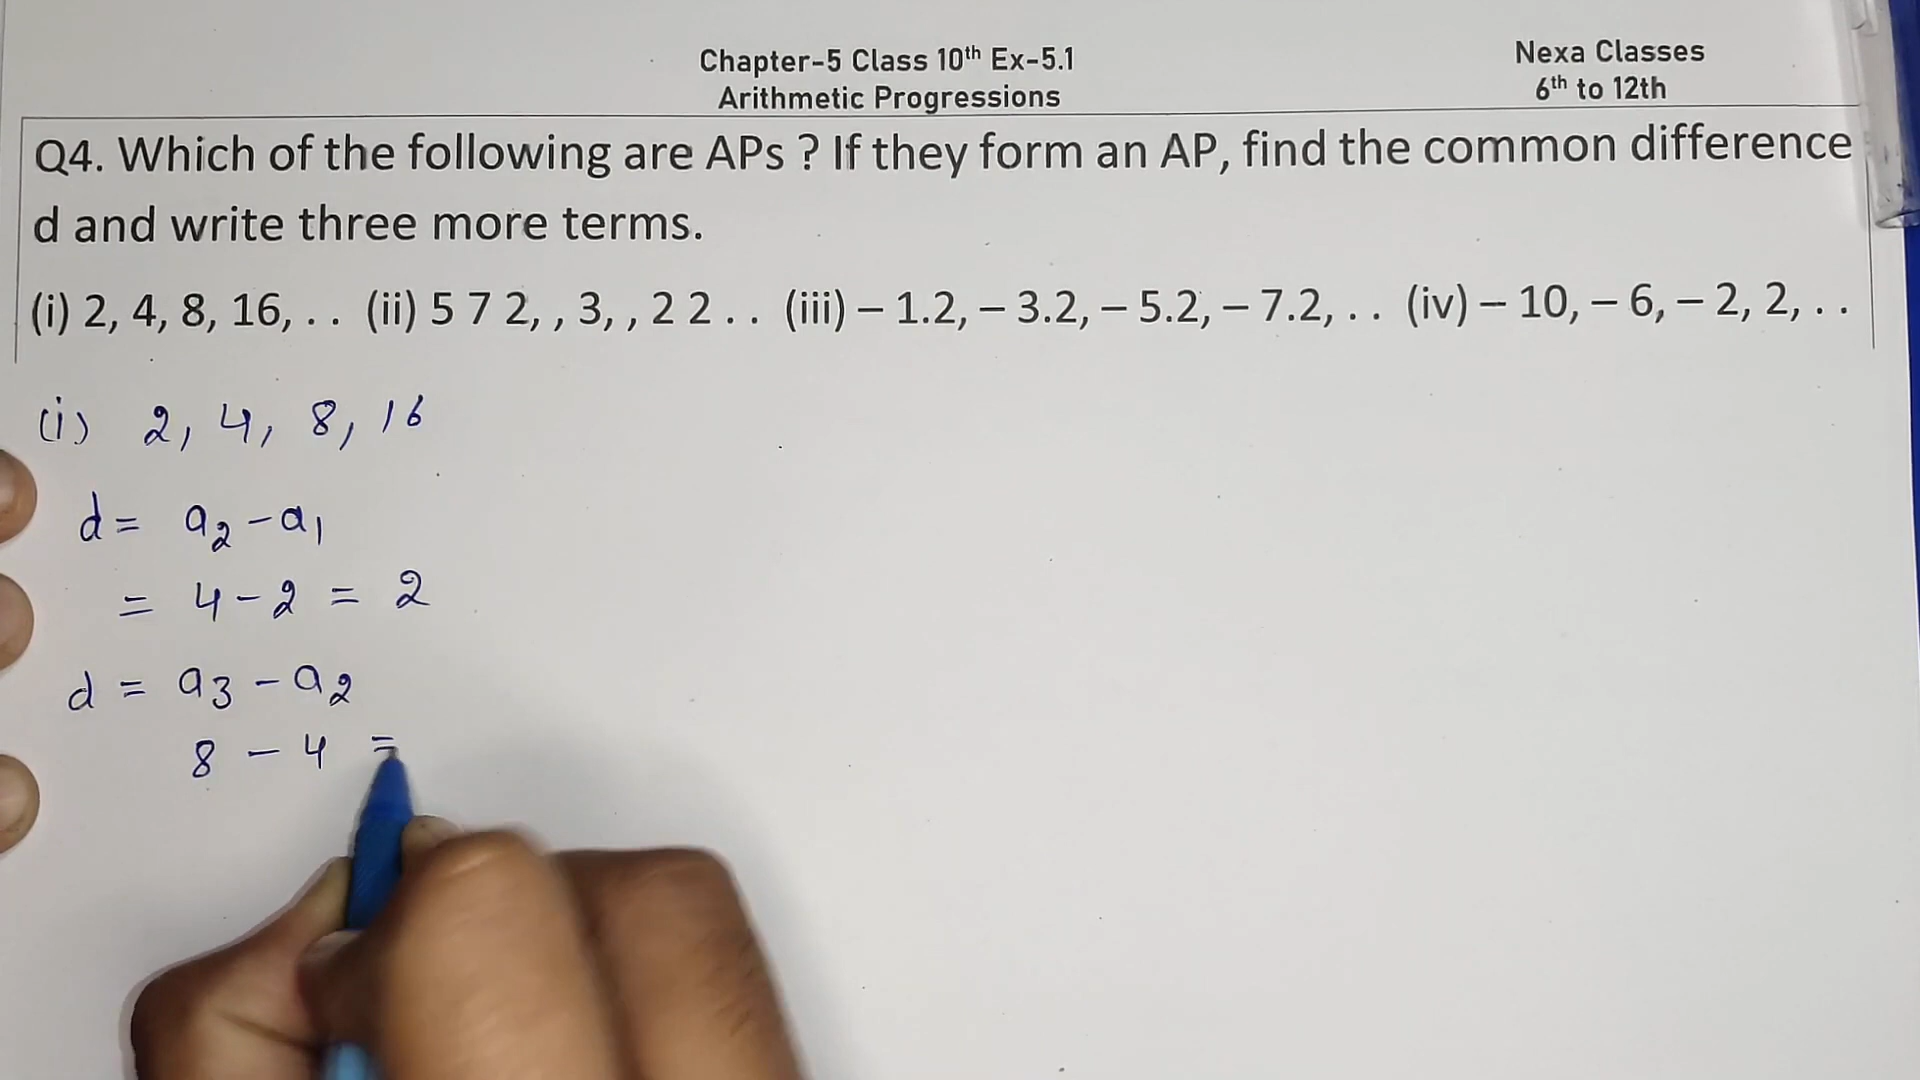 Chapter-5 Class 10th Ex-5.1
Arithmetic Progressions
Nexa Classes
6th to 12th
Q4. Which of the following are APs ? If they form an AP, find the common difference
d and write three more terms.
(i) 2, 4, 8, 16, . . (ii) 5 7 2, , 3, , 2 2 . . (iii) – 1.2, – 3.2, – 5.2, – 7.2, . . (iv) – 10, – 6, – 2, 2, . .
(i) 2, 4, 8, 16
d = a2 - a1
= 4 - 2 = 2
d = a3 - a2
8 - 4 =